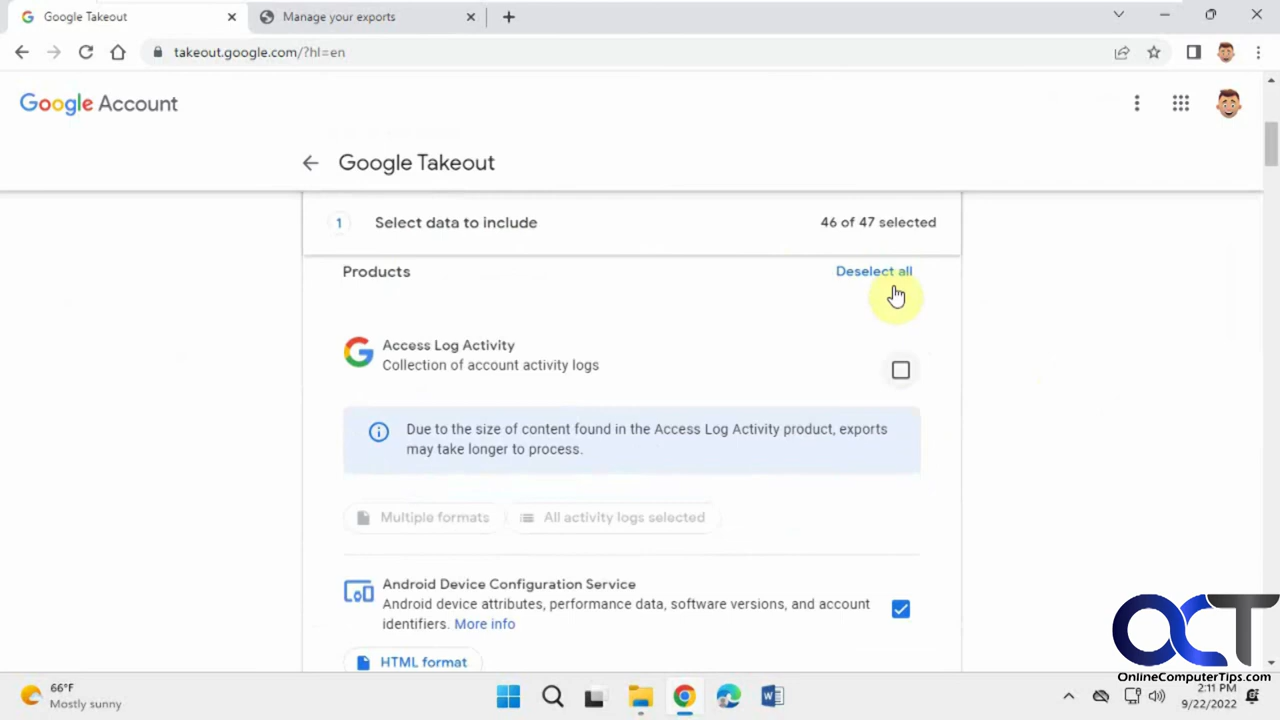 Google Takeout
Manage your exports
takeout.google.com/?hl=en
Google Account
Google Takeout
1 Select data to include 46 of 47 selected
Products Deselect all
Access Log Activity
Collection of account activity logs
Due to the size of content found in the Access Log Activity product, exports
may take longer to process.
Multiple formats All activity logs selected
Android Device Configuration Service
Android device attributes, performance data, software versions, and account
identifiers. More info
HTML format
OCT
OnlineComputerTips.com
66°F
Mostly sunny
2:11 PM
9/22/2022